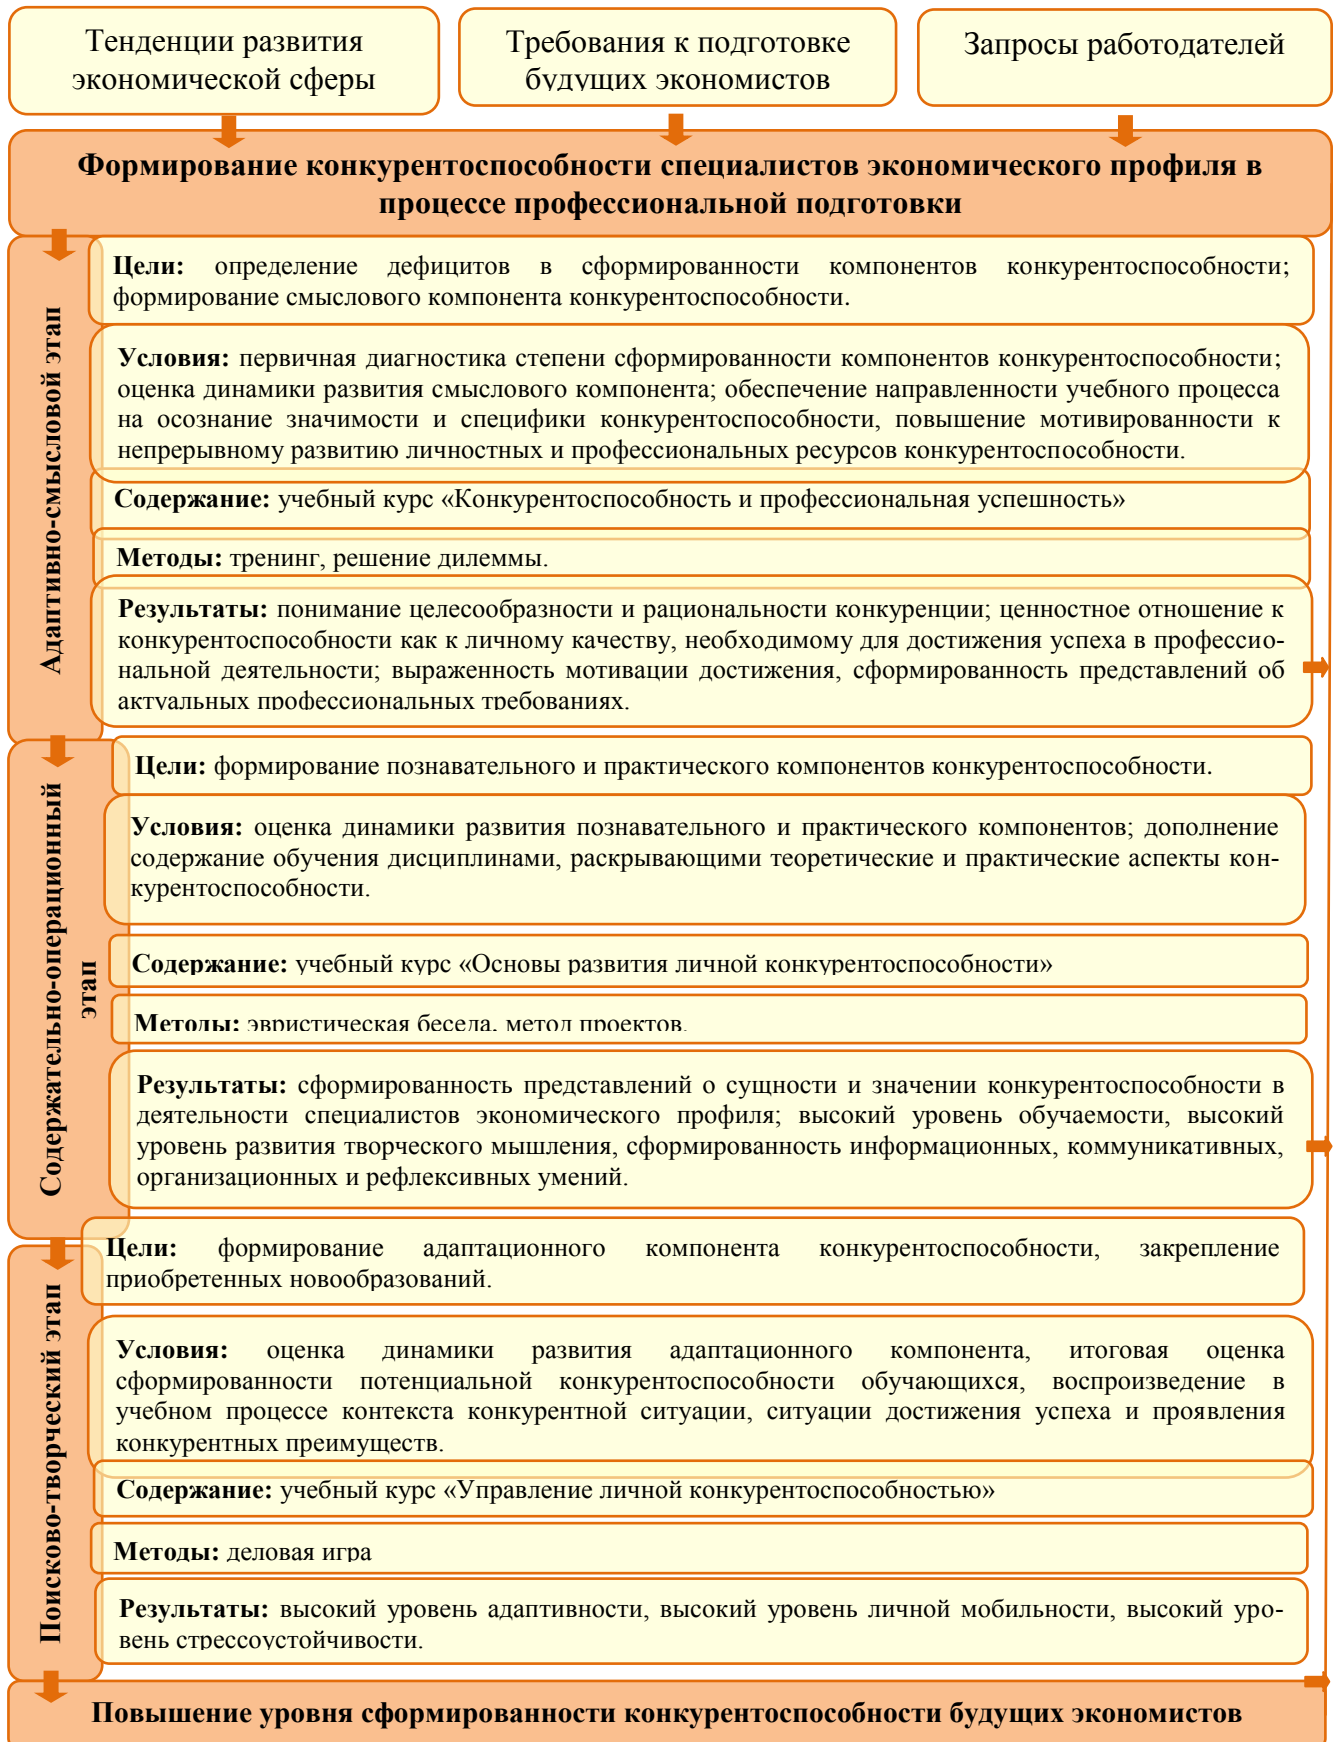 Тенденции развития
экономической сферы
Требования к подготовке
будущих экономистов
Запросы работодателей
Формирование конкурентоспособности специалистов экономического профиля в
процессе профессиональной подготовки
Адаптивно-смысловой этап
Цели: определение дефицитов в сформированности компонентов конкурентоспособности;
формирование смыслового компонента конкурентоспособности.
Условия: первичная диагностика степени сформированности компонентов конкурентоспособности;
оценка динамики развития смыслового компонента; обеспечение направленности учебного процесса
на осознание значимости и специфики конкурентоспособности, повышение мотивированности к
непрерывному развитию личностных и профессиональных ресурсов конкурентоспособности.
Содержание: учебный курс «Конкурентоспособность и профессиональная успешность»
Методы: тренинг, решение дилеммы.
Результаты: понимание целесообразности и рациональности конкуренции; ценностное отношение к
конкурентоспособности как к личному качеству, необходимому для достижения успеха в профессио-
нальной деятельности; выраженность мотивации достижения, сформированность представлений об
актуальных профессиональных требованиях.
Содержательно-операционный
этап
Цели: формирование познавательного и практического компонентов конкурентоспособности.
Условия: оценка динамики развития познавательного и практического компонентов; дополнение
содержание обучения дисциплинами, раскрывающими теоретические и практические аспекты кон-
курентоспособности.
Содержание: учебный курс «Основы развития личной конкурентоспособности»
Методы: эвристическая беседа, метод проектов.
Результаты: сформированность представлений о сущности и значении конкурентоспособности в
деятельности специалистов экономического профиля; высокий уровень обучаемости, высокий
уровень развития творческого мышления, сформированность информационных, коммуникативных,
организационных и рефлексивных умений.
Поисково-творческий этап
Цели: формирование адаптационного компонента конкурентоспособности, закрепление
приобретенных новообразований.
Условия: оценка динамики развития адаптационного компонента, итоговая оценка
сформированности потенциальной конкурентоспособности обучающихся, воспроизведение в
учебном процессе контекста конкурентной ситуации, ситуации достижения успеха и проявления
конкурентных преимуществ.
Содержание: учебный курс «Управление личной конкурентоспособностью»
Методы: деловая игра
Результаты: высокий уровень адаптивности, высокий уровень личной мобильности, высокий уро-
вень стрессоустойчивости.
Повышение уровня сформированности конкурентоспособности будущих экономистов